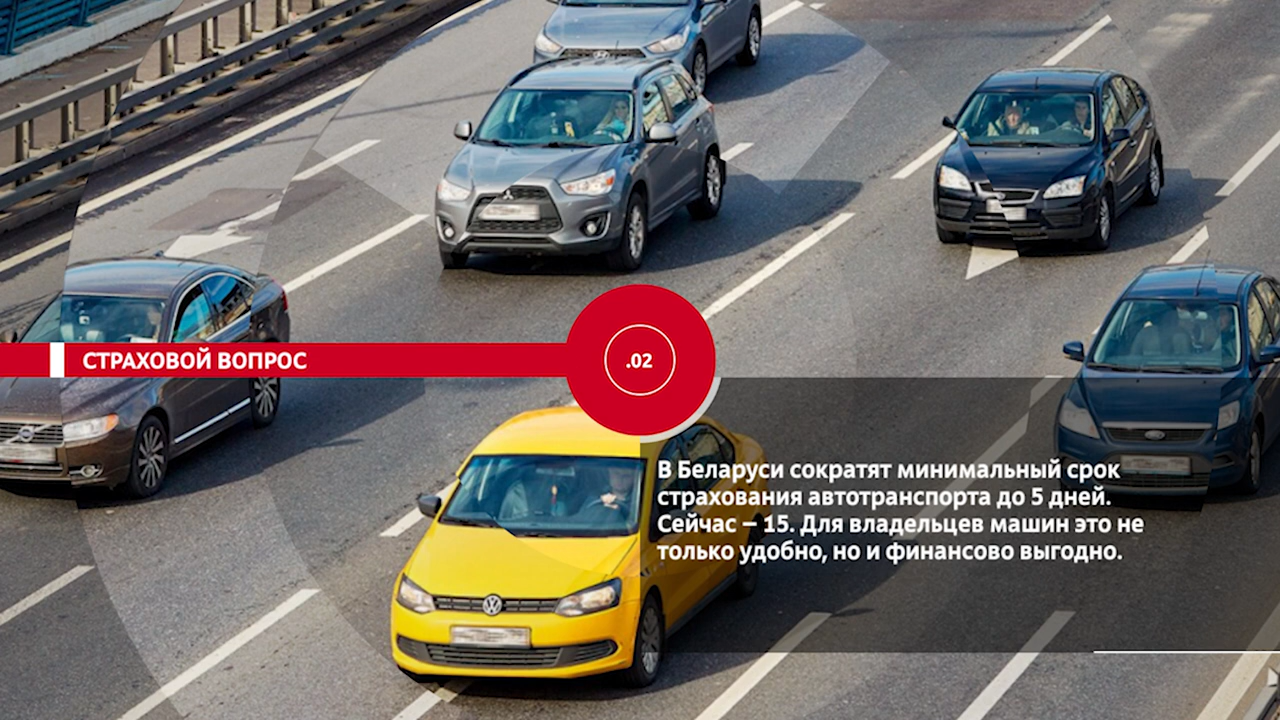 СТРАХОВОЙ ВОПРОС
.02
В Беларуси сократят минимальный срок
страхования автотранспорта до 5 дней.
Сейчас – 15. Для владельцев машин это не
только удобно, но и финансово выгодно.